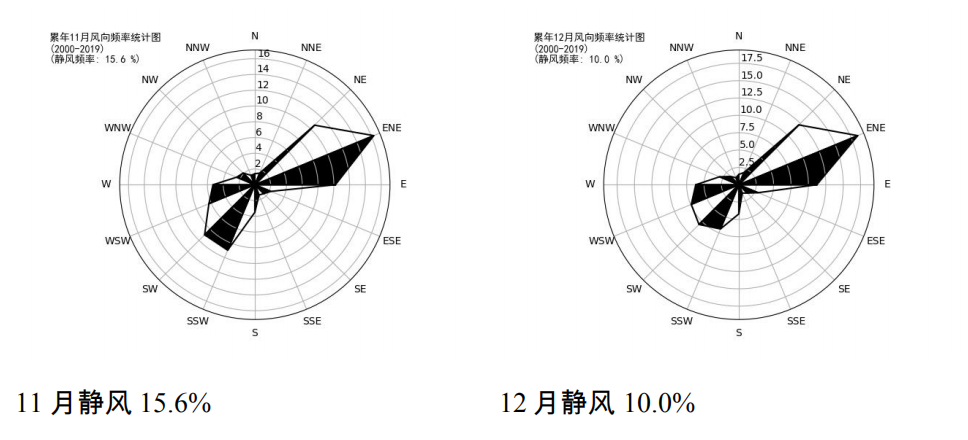 累年11月风向频率统计图
(2000-2019)
(静风频率: 15.6 %)
N
NNE
NE
ENE
E
ESE
SE
SSE
S
SSW
SW
WSW
W
WNW
NW
NNW
16
14
12
10
8
6
4
2
11 月静风 15.6%
累年12月风向频率统计图
(2000-2019)
(静风频率: 10.0 %)
N
NNE
NE
ENE
E
ESE
SE
SSE
S
SSW
SW
WSW
W
WNW
NW
NNW
17.5
15.0
12.5
10.0
7.5
5.0
2.5
12 月静风 10.0%